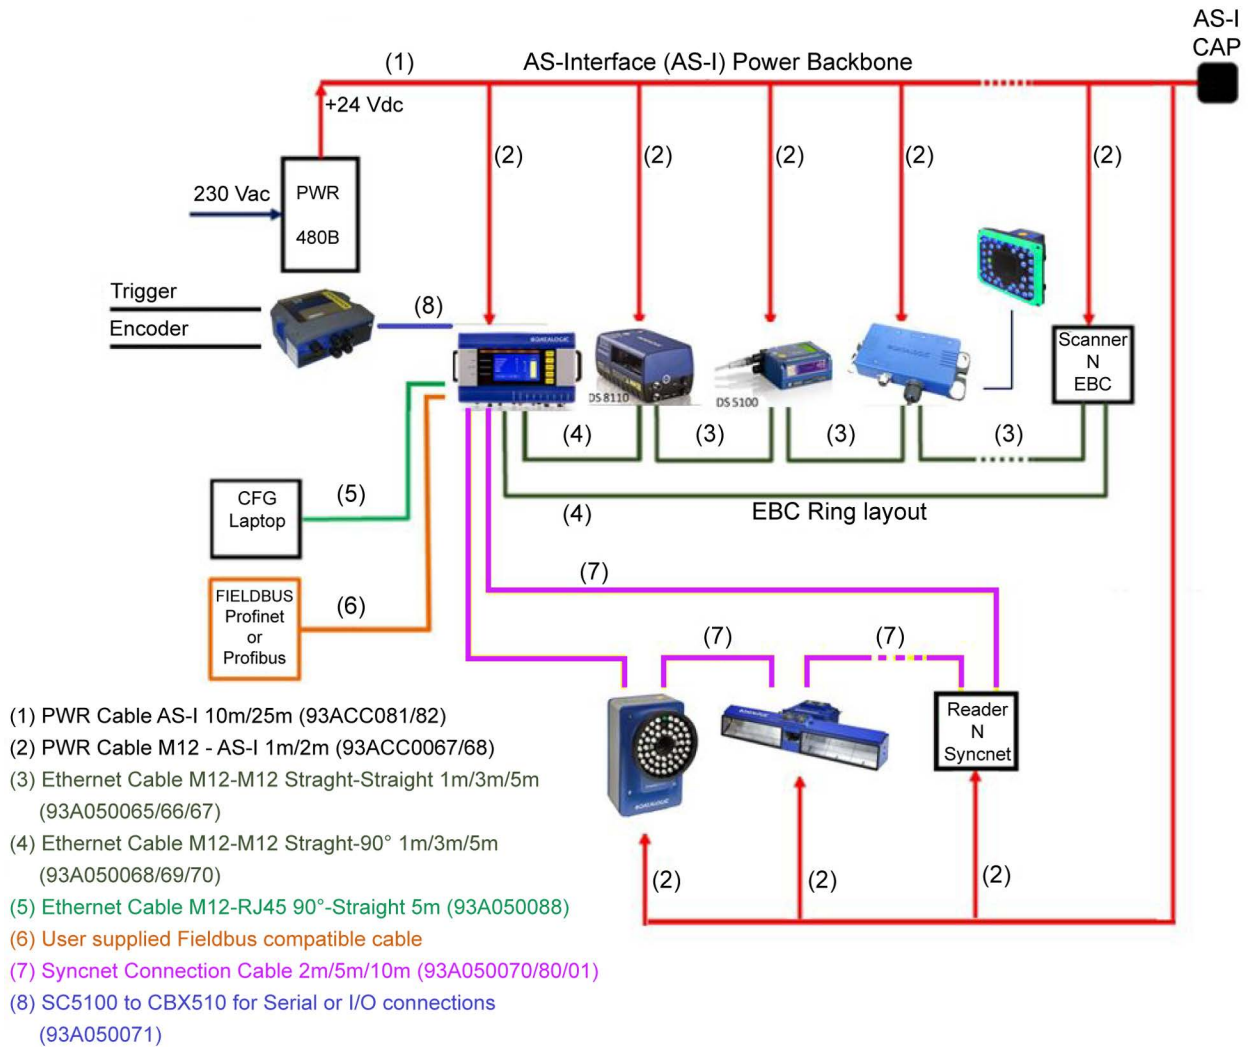 AS-I
CAP
(1)
AS-Interface (AS-I) Power Backbone
+24 Vdc
(2)
(2)
(2)
(2)
(2)
230 Vac
PWR
480B
Trigger
Encoder
(8)
DATALOGIC
DS 8110
DS 5100
DATALOGIC
Scanner
N
EBC
(4)
(3)
(3)
(3)
(4)
EBC Ring layout
CFG
Laptop
(5)
FIELDBUS
Profinet
or
Profibus
(6)
(7)
(7)
(7)
DATALOGIC
Reader
N
Syncnet
(2)
(2)
(2)
(1) PWR Cable AS-I 10m/25m (93ACC081/82)
(2) PWR Cable M12 - AS-I 1m/2m (93ACC0067/68)
(3) Ethernet Cable M12-M12 Straght-Straight 1m/3m/5m
(93A050065/66/67)
(4) Ethernet Cable M12-M12 Straght-90° 1m/3m/5m
(93A050068/69/70)
(5) Ethernet Cable M12-RJ45 90°-Straight 5m (93A050088)
(6) User supplied Fieldbus compatible cable
(7) Syncnet Connection Cable 2m/5m/10m (93A050070/80/01)
(8) SC5100 to CBX510 for Serial or I/O connections
(93A050071)